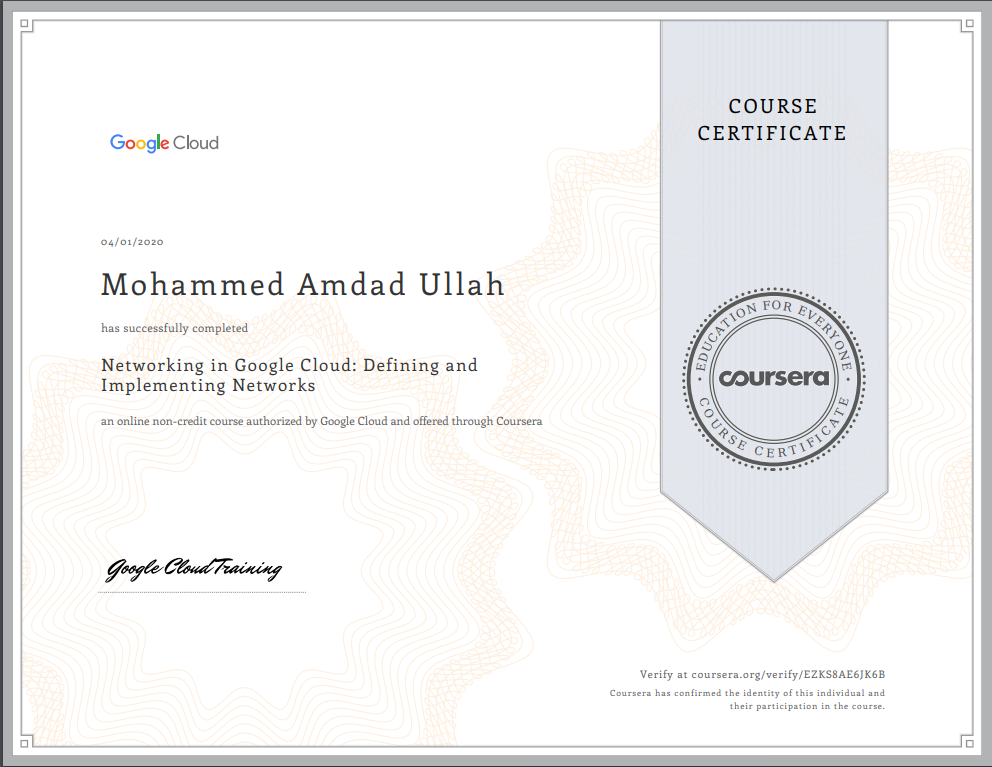 COURSE
CERTIFICATE
Google Cloud
04/01/2020
Mohammed Amdad Ullah
has successfully completed
Networking in Google Cloud: Defining and
Implementing Networks
an online non-credit course authorized by Google Cloud and offered through Coursera
EDUCATION FOR EVERYONE
coursera
COURSE CERTIFICATE
Google Cloud Training
Verify at coursera.org/verify/EZKS8AE6JK6B
Coursera has confirmed the identity of this individual and
their participation in the course.